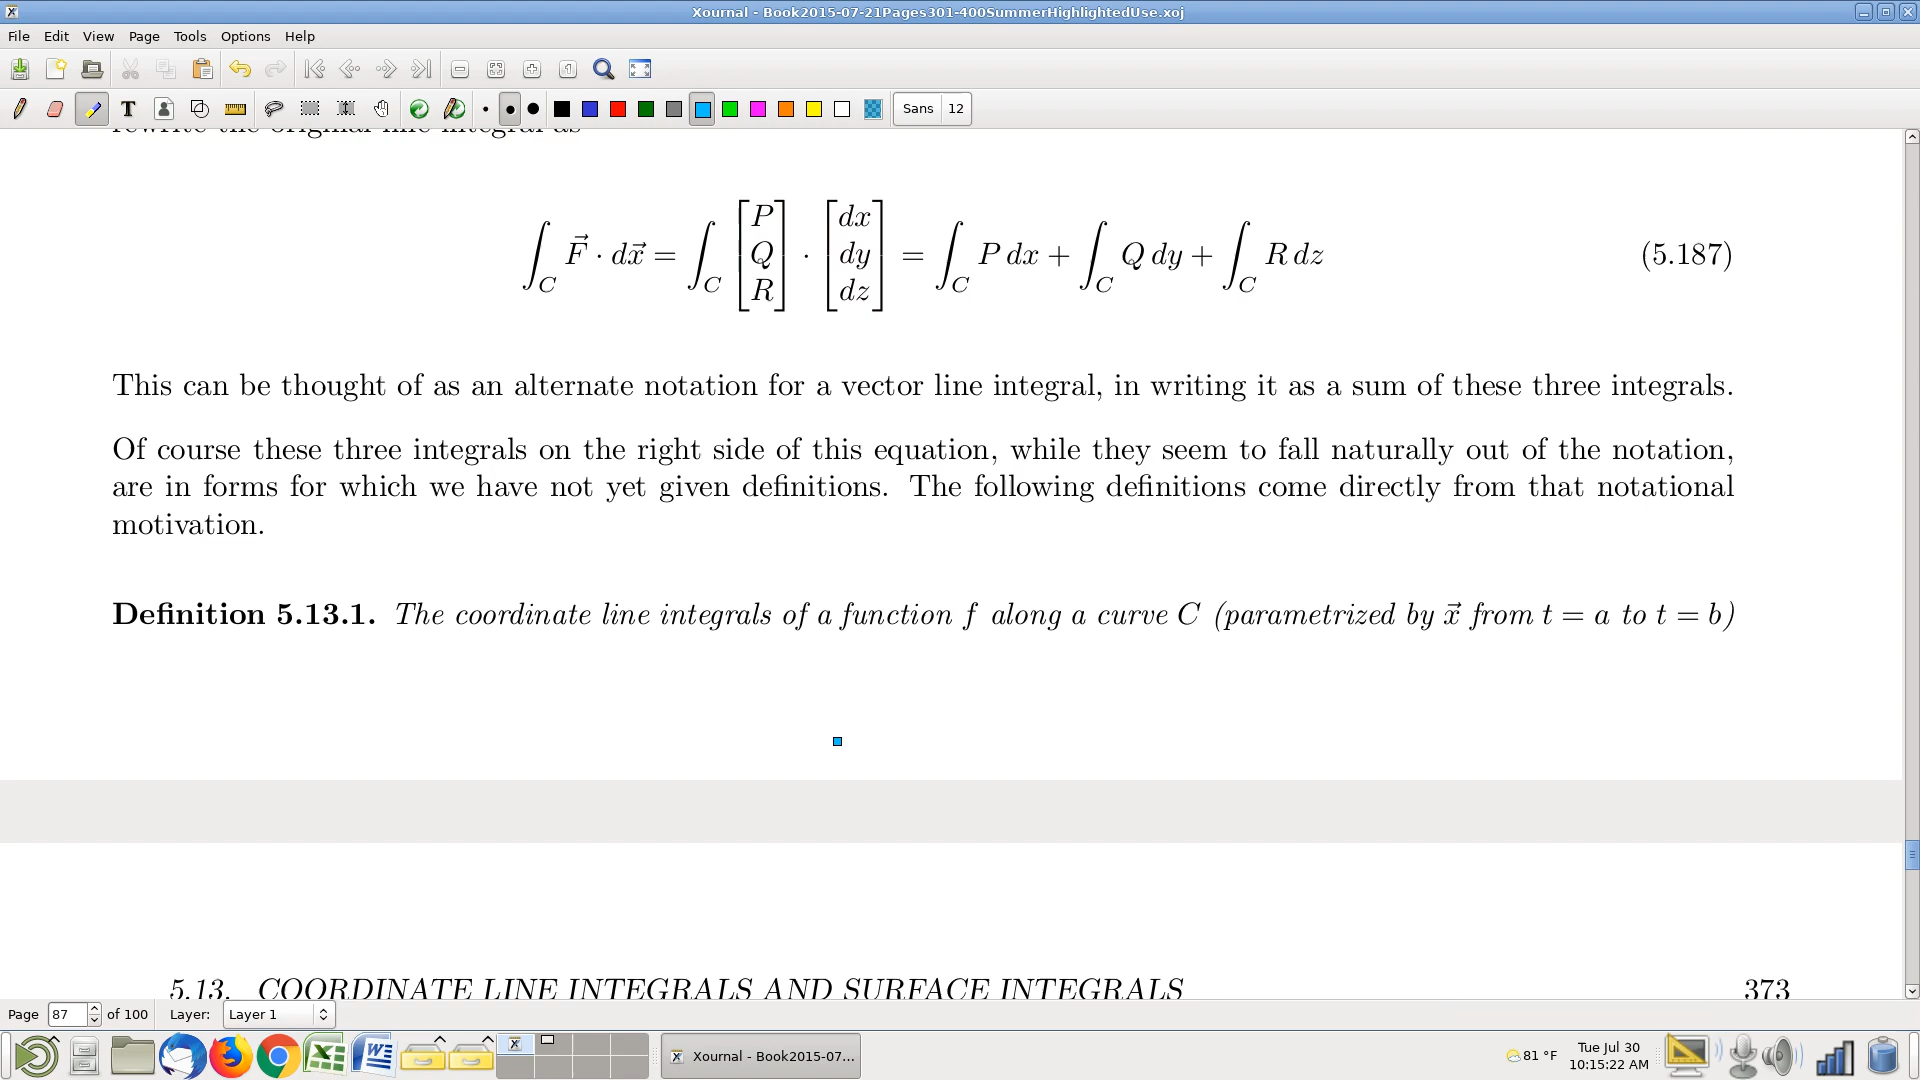 Xournal - Book2015-07-21Pages301-400SummerHighlightedUse.xoj
File Edit View Page Tools Options Help
T Sans 12
rewrite the original line integral as
∫_C F⃗ · dx⃗ = ∫_C [P Q R] · [dx dy dz] = ∫_C P dx + ∫_C Q dy + ∫_C R dz (5.187)
This can be thought of as an alternate notation for a vector line integral, in writing it as a sum of these three integrals.
Of course these three integrals on the right side of this equation, while they seem to fall naturally out of the notation,
are in forms for which we have not yet given definitions. The following definitions come directly from that notational
motivation.
Definition 5.13.1. The coordinate line integrals of a function f along a curve C (parametrized by x⃗ from t = a to t = b)
5.13. COORDINATE LINE INTEGRALS AND SURFACE INTEGRALS 373
Page 87 of 100 Layer: Layer 1
Xournal - Book2015-07...
81 °F
Tue Jul 30
10:15:22 AM